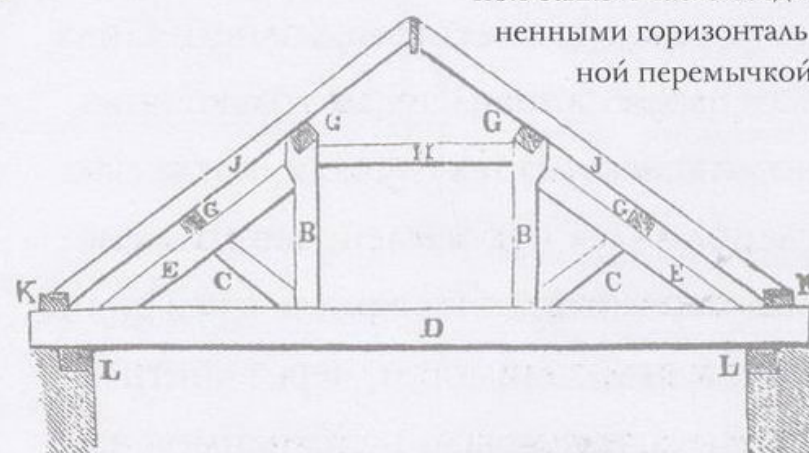 ненными горизонталь
ной перемычкой
G G
H
J J
G G
B B
E C C E
K K
D
L L